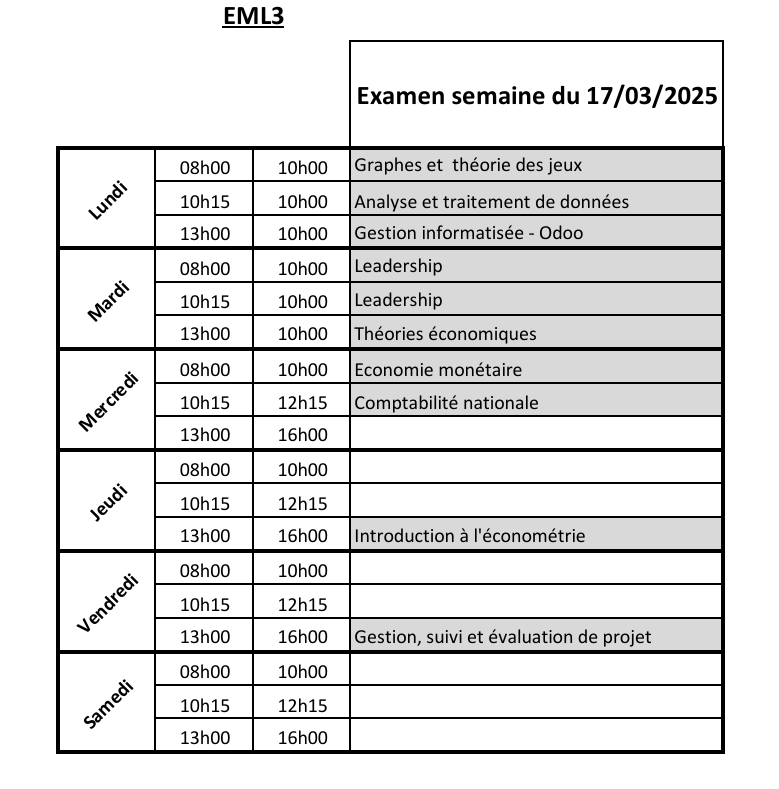 EML3
Examen semaine du 17/03/2025
Lundi
08h00 10h00 Graphes et  théorie des jeux
10h15 10h00 Analyse et traitement de données
13h00 10h00 Gestion informatisée - Odoo
Mardi
08h00 10h00 Leadership
10h15 10h00 Leadership
13h00 10h00 Théories économiques
Mercredi
08h00 10h00 Economie monétaire
10h15 12h15 Comptabilité nationale
13h00 16h00
Jeudi
08h00 10h00
10h15 12h15
13h00 16h00 Introduction à l'économétrie
Vendredi
08h00 10h00
10h15 12h15
13h00 16h00 Gestion, suivi et évaluation de projet
Samedi
08h00 10h00
10h15 12h15
13h00 16h00